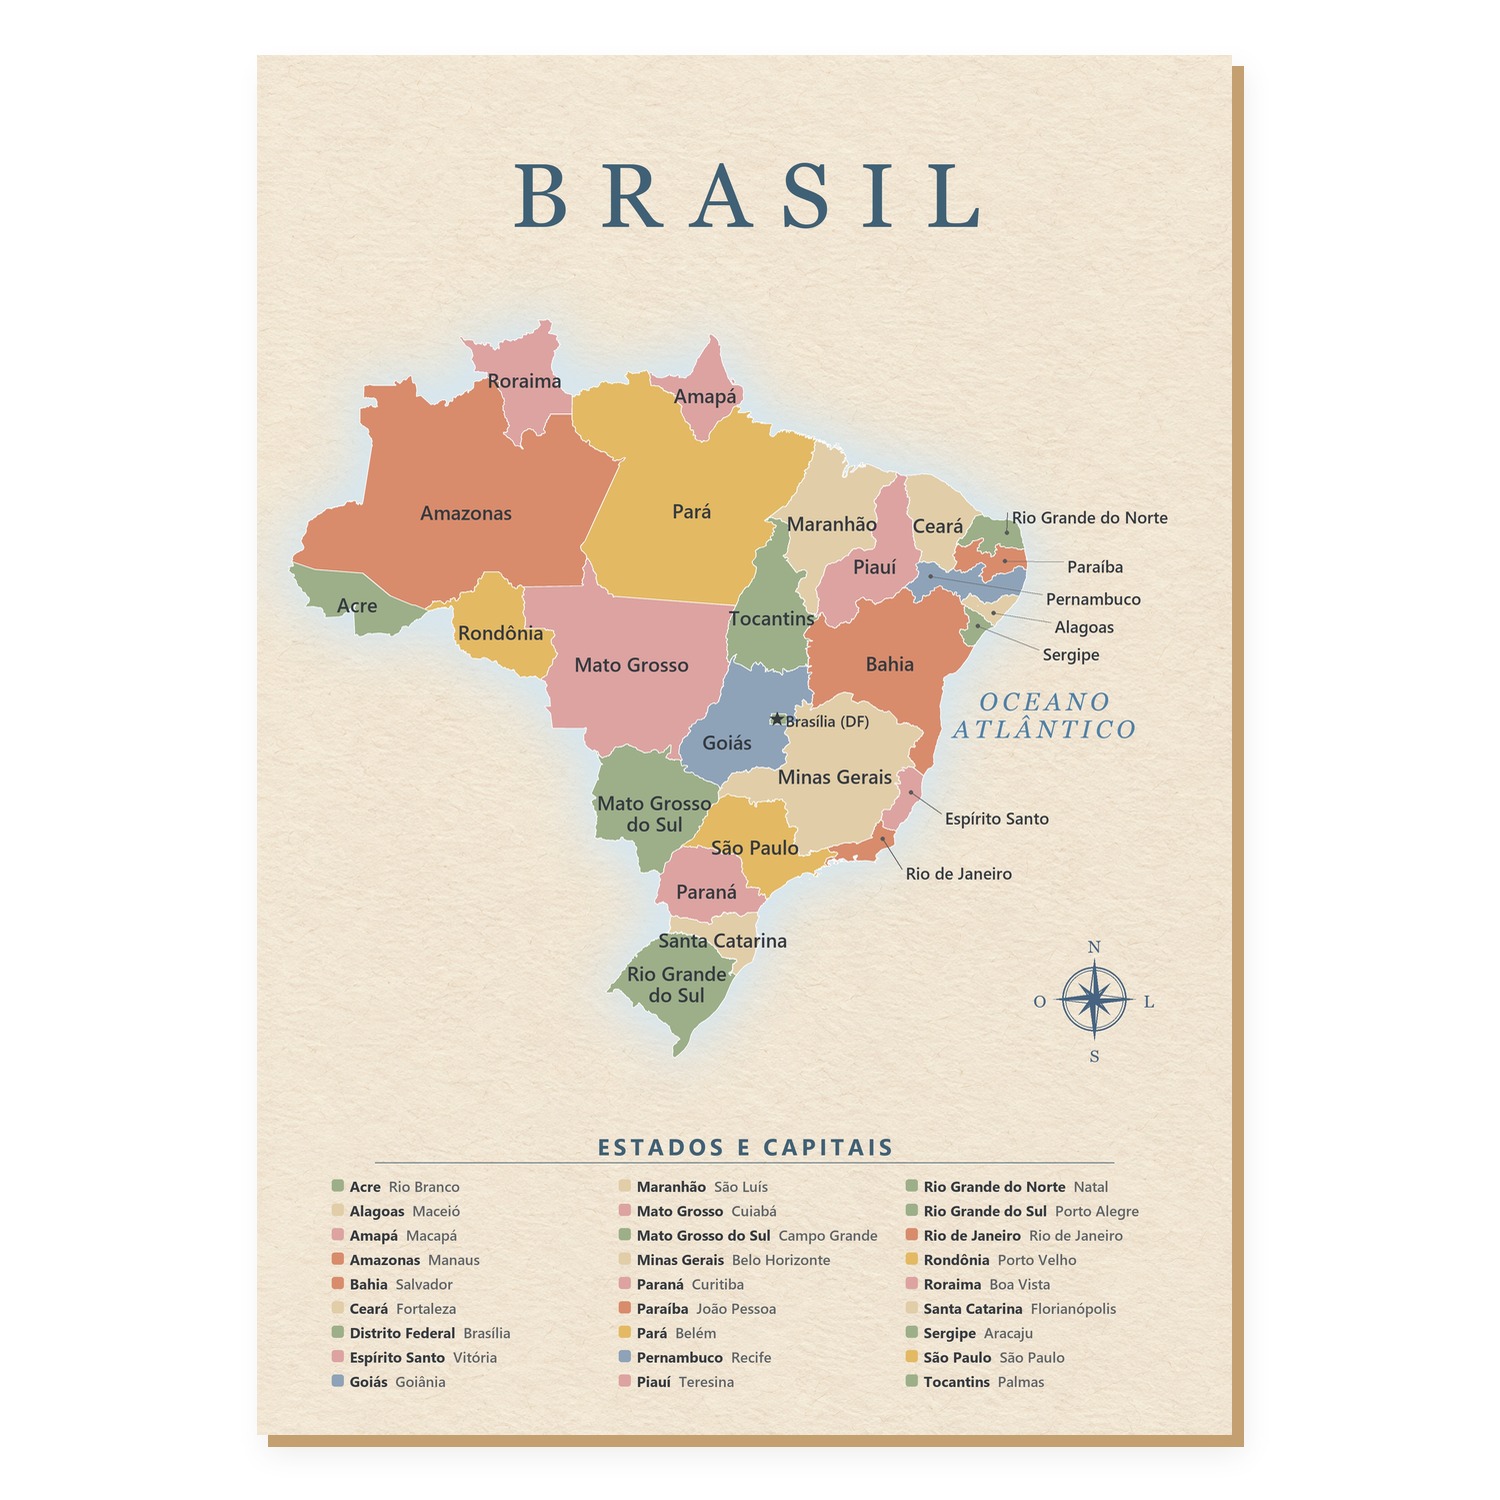 BRASIL
Roraima
Amapá
Amazonas
Pará
Maranhão
Ceará
Rio Grande do Norte
Piauí
Paraíba
Acre
Pernambuco
Tocantins
Alagoas
Rondônia
Sergipe
Mato Grosso
Bahia
OCEANO
ATLÂNTICO
Brasília (DF)
Goiás
Minas Gerais
Mato Grosso
do Sul
Espírito Santo
São Paulo
Rio de Janeiro
Paraná
Santa Catarina
Rio Grande
do Sul
N
O L
S
ESTADOS E CAPITAIS
Acre Rio Branco
Alagoas Maceió
Amapá Macapá
Amazonas Manaus
Bahia Salvador
Ceará Fortaleza
Distrito Federal Brasília
Espírito Santo Vitória
Goiás Goiânia
Maranhão São Luís
Mato Grosso Cuiabá
Mato Grosso do Sul Campo Grande
Minas Gerais Belo Horizonte
Paraná Curitiba
Paraíba João Pessoa
Pará Belém
Pernambuco Recife
Piauí Teresina
Rio Grande do Norte Natal
Rio Grande do Sul Porto Alegre
Rio de Janeiro Rio de Janeiro
Rondônia Porto Velho
Roraima Boa Vista
Santa Catarina Florianópolis
Sergipe Aracaju
São Paulo São Paulo
Tocantins Palmas